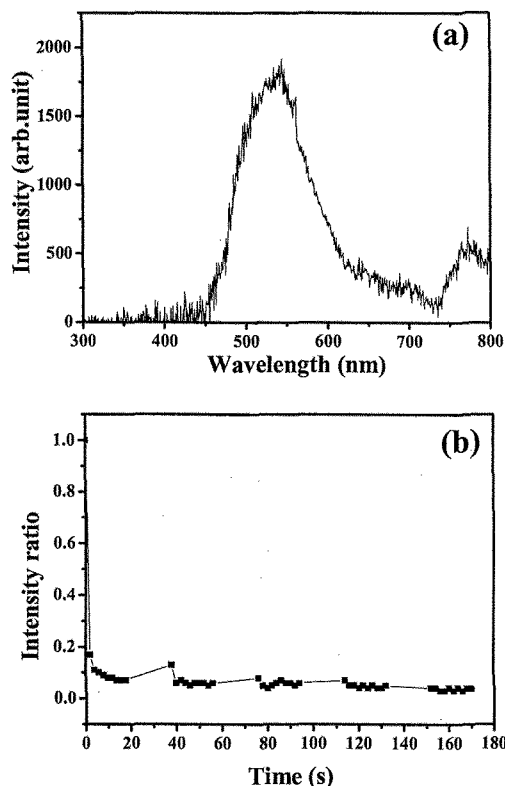 (a)
Intensity (arb.unit)
2000
1500
1000
500
0
300 400 500 600 700 800
Wavelength (nm)
(b)
Intensity ratio
1.0
0.8
0.6
0.4
0.2
0.0
0 20 40 60 80 100 120 140 160 180
Time (s)